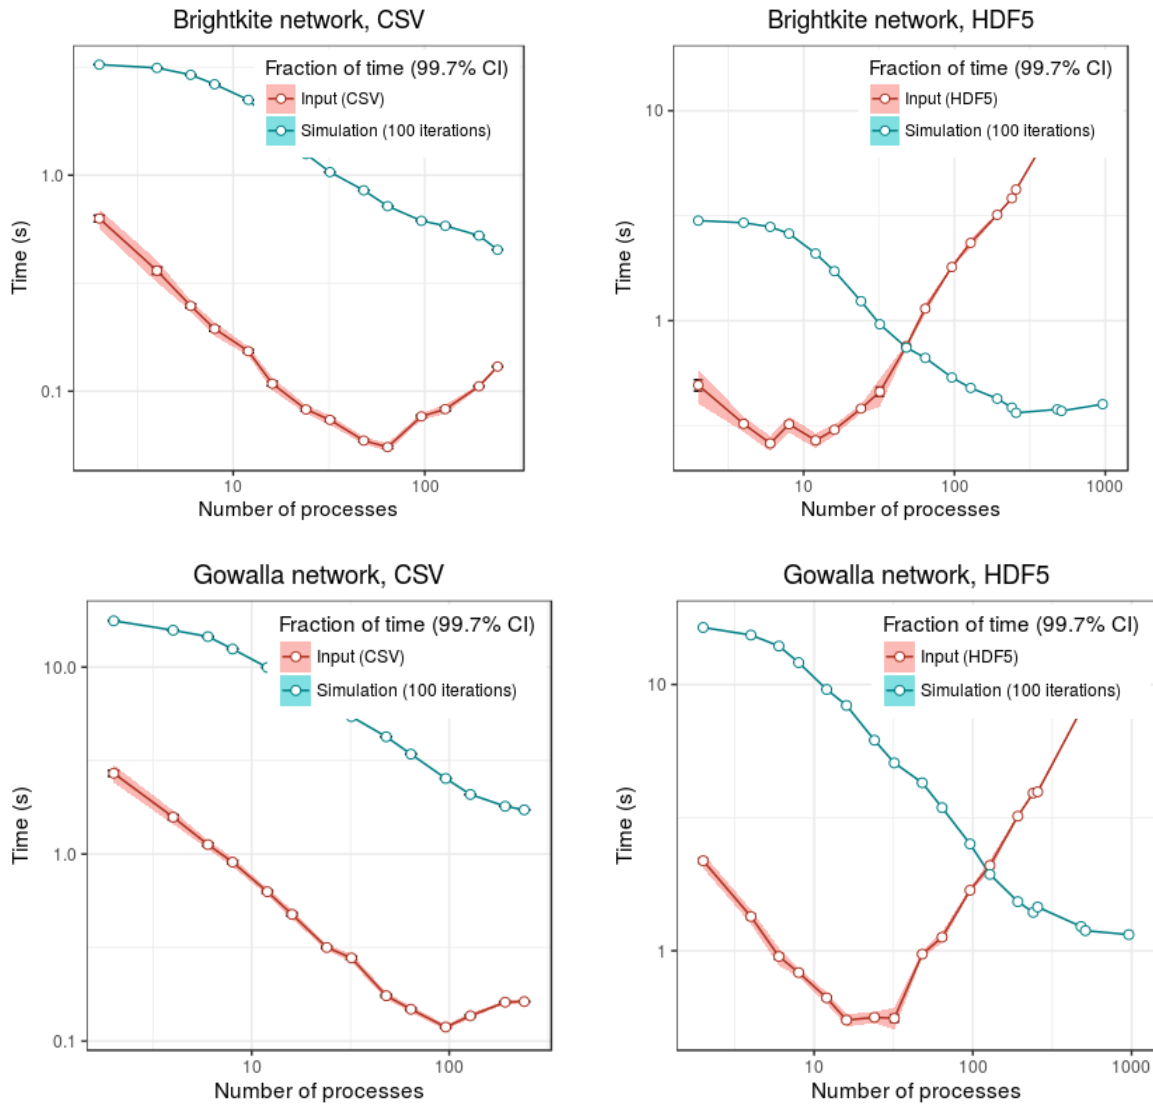 Brightkite network, CSV
Fraction of time (99.7% CI)
Input (CSV)
Simulation (100 iterations)
1.0
0.1
Time (s)
10
100
Number of processes
Brightkite network, HDF5
Fraction of time (99.7% CI)
Input (HDF5)
Simulation (100 iterations)
10
1
Time (s)
10
100
1000
Number of processes
Gowalla network, CSV
Fraction of time (99.7% CI)
Input (CSV)
Simulation (100 iterations)
10.0
1.0
0.1
Time (s)
10
100
Number of processes
Gowalla network, HDF5
Fraction of time (99.7% CI)
Input (HDF5)
Simulation (100 iterations)
10
1
Time (s)
10
100
1000
Number of processes